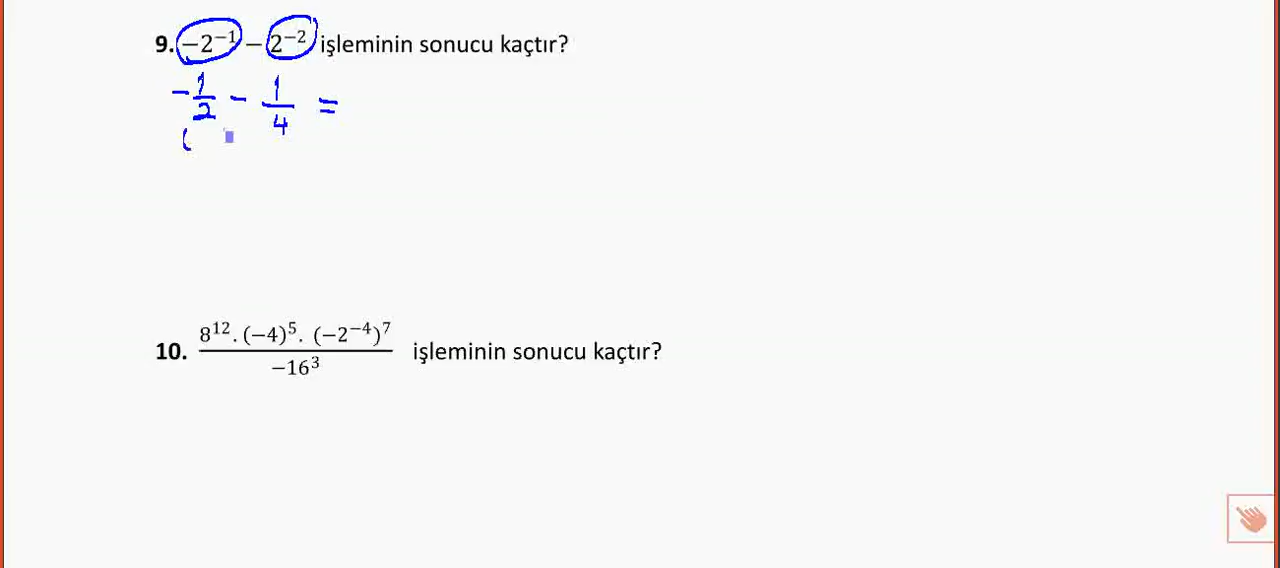 9. −2⁻¹ − 2⁻² işleminin sonucu kaçtır?
-1/2 - 1/4 =
(
10. 8¹² . (−4)⁵ . (−2⁻⁴)⁷ / −16³ işleminin sonucu kaçtır?